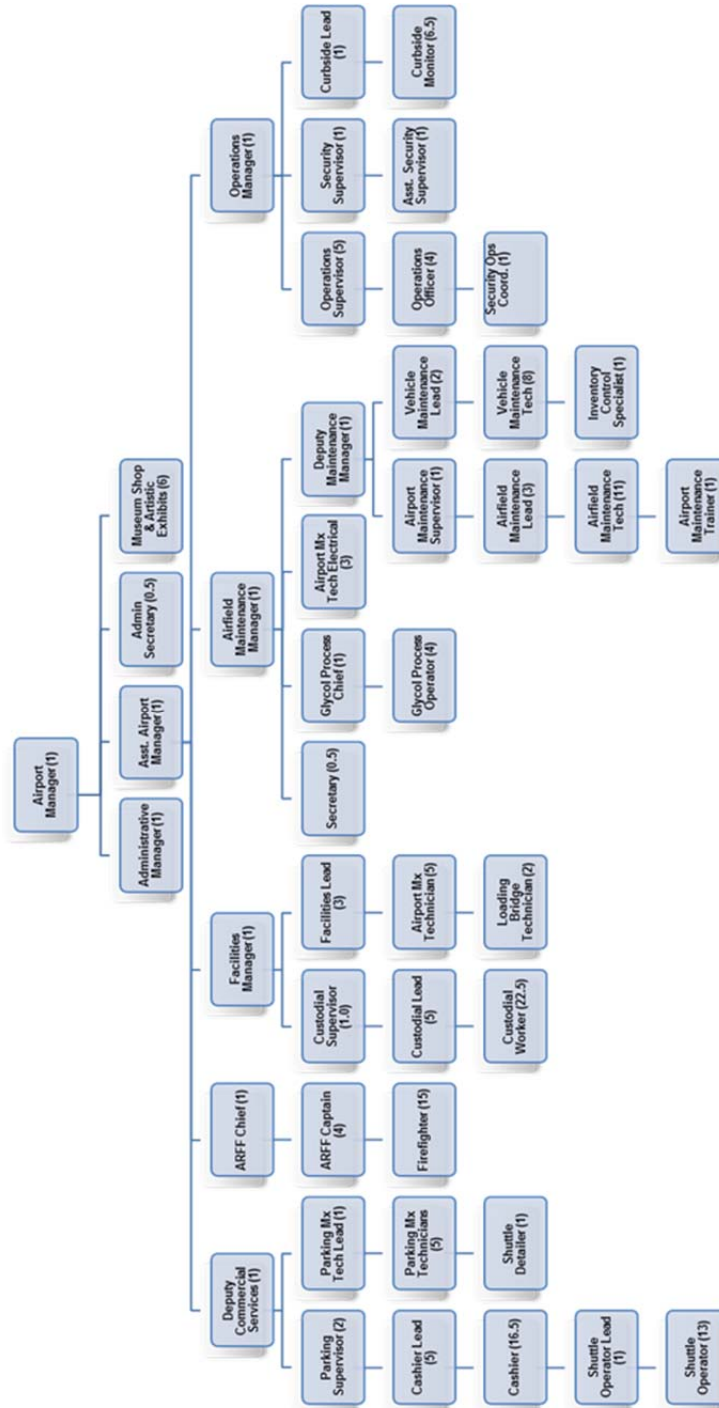 Airport
Manager (1)
Administrative
Manager (1)
Asst. Airport
Manager (1)
Admin
Secretary (0.5)
Museum Shop
& Artistic
Exhibits (6)
Deputy
Commercial
Services (1)
ARFF Chief (1)
Facilities
Manager (1)
Airfield
Maintenance
Manager (1)
Operations
Manager (1)
Parking
Supervisor (2)
Cashier Lead
(5)
Cashier (16.5)
Shuttle
Operator Lead
(1)
Shuttle
Operator (13)
Parking Mx
Tech Lead (1)
Parking Mx
Technicians
(5)
Shuttle
Detailer (1)
ARFF Captain
(4)
Firefighter (15)
Custodial
Supervisor
(1.0)
Custodial Lead
(5)
Custodial
Worker (22.5)
Facilities Lead
(3)
Airport Mx
Technician (5)
Loading
Bridge
Technician (2)
Secretary (0.5)
Glycol Process
Chief (1)
Glycol Process
Operator (4)
Airport Mx
Tech Electrical
(3)
Deputy
Maintenance
Manager (1)
Airport
Maintenance
Supervisor (1)
Airfield
Maintenance
Lead (3)
Airfield
Maintenance
Tech (11)
Airport
Maintenance
Trainer (1)
Vehicle
Maintenance
Lead (2)
Vehicle
Maintenance
Tech (8)
Inventory
Control
Specialist (1)
Operations
Supervisor (5)
Operations
Officer (4)
Security Ops
Coord. (1)
Security
Supervisor (1)
Asst. Security
Supervisor (1)
Curbside Lead
(1)
Curbside
Monitor (6.5)